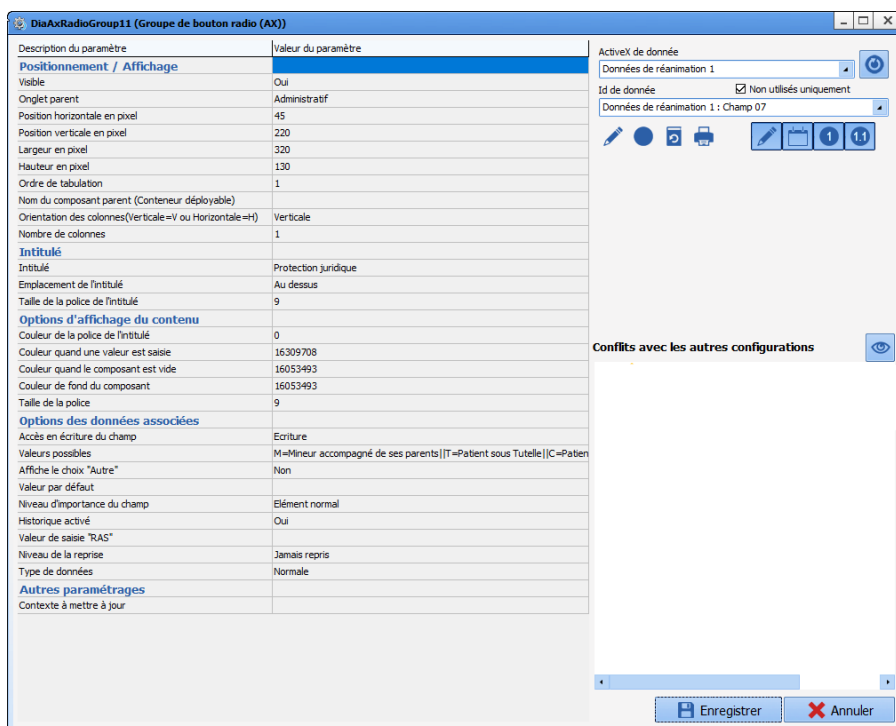 DiaAxRadioGroup11 (Groupe de bouton radio (AX))
Description du paramètre Valeur du paramètre
Positionnement / Affichage
Visible Oui
Onglet parent Administratif
Position horizontale en pixel 45
Position verticale en pixel 220
Largeur en pixel 320
Hauteur en pixel 130
Ordre de tabulation 1
Nom du composant parent (Conteneur déployable)
Orientation des colonnes(Verticale=V ou Horizontale=H) Verticale
Nombre de colonnes 1
Intitulé
Intitulé Protection juridique
Emplacement de l'intitulé Au dessus
Taille de la police de l'intitulé 9
Options d'affichage du contenu
Couleur de la police de l'intitulé 0
Couleur quand une valeur est saisie 16309708
Couleur quand le composant est vide 16053493
Couleur de fond du composant 16053493
Taille de la police 9
Options des données associées
Accès en écriture du champ Ecriture
Valeurs possibles M=Mineur accompagné de ses parents||T=Patient sous Tutelle||C=Patien
Affiche le choix "Autre" Non
Valeur par défaut
Niveau d'importance du champ Elément normal
Historique activé Oui
Valeur de saisie "RAS"
Niveau de la reprise Jamais repris
Type de données Normale
Autres paramétrages
Contexte à mettre à jour
ActiveX de donnée
Données de réanimation 1
Id de donnée Non utilisés uniquement
Données de réanimation 1 : Champ 07
1 1.1
Conflits avec les autres configurations
Enregistrer Annuler